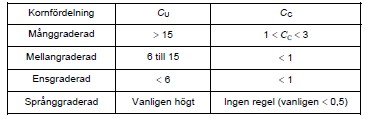 Kornfördelning C_U C_C
Månggraderad > 15 1 < C_C < 3
Mellangraderad 6 till 15 < 1
Ensgraderad < 6 < 1
Språnggraderad Vanligen högt Ingen regel (vanligen < 0,5)